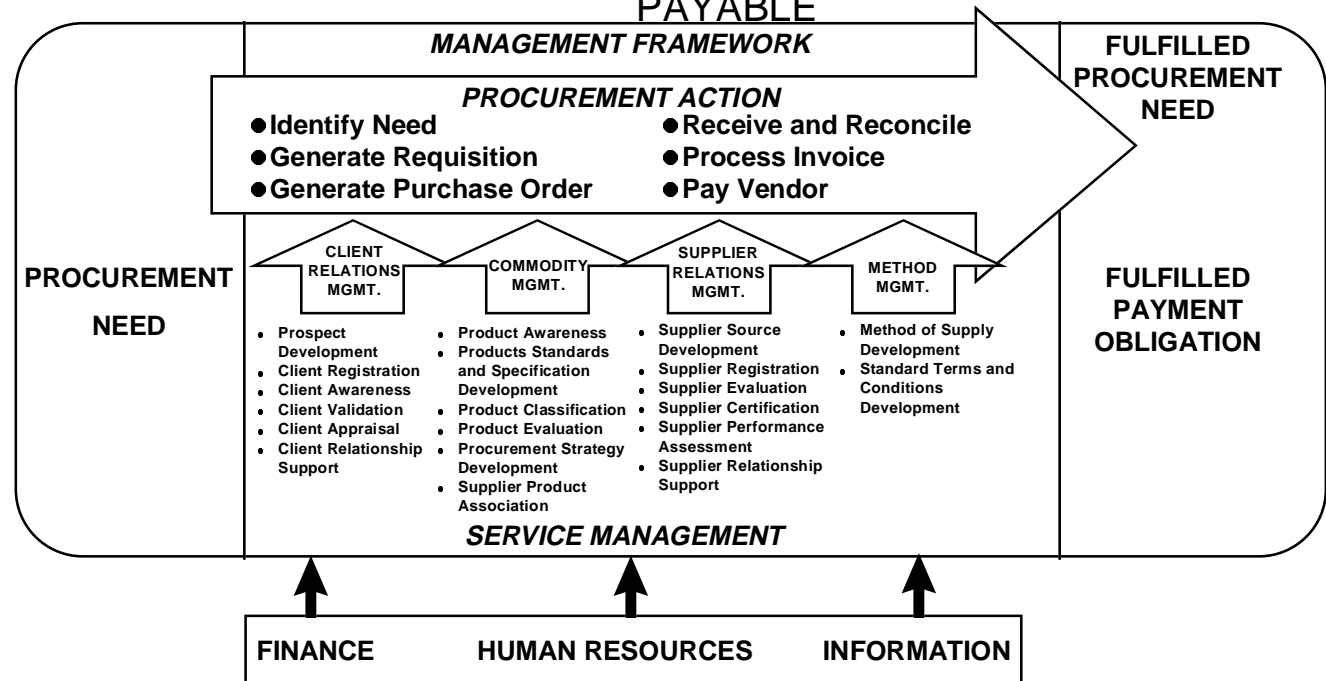 PAYABLE
MANAGEMENT FRAMEWORK
PROCUREMENT ACTION
●Identify Need
●Generate Requisition
●Generate Purchase Order
●Receive and Reconcile
●Process Invoice
●Pay Vendor
PROCUREMENT
NEED
FULFILLED
PROCUREMENT
NEED
FULFILLED
PAYMENT
OBLIGATION
CLIENT
RELATIONS
MGMT.
• Prospect
Development
• Client Registration
• Client Awareness
• Client Validation
• Client Appraisal
• Client Relationship
Support
COMMODITY
MGMT.
• Product Awareness
• Products Standards
and Specification
Development
• Product Classification
• Product Evaluation
• Procurement Strategy
Development
• Supplier Product
Association
SUPPLIER
RELATIONS
MGMT.
• Supplier Source
Development
• Supplier Registration
• Supplier Evaluation
• Supplier Certification
• Supplier Performance
Assessment
• Supplier Relationship
Support
METHOD
MGMT.
• Method of Supply
Development
• Standard Terms and
Conditions
Development
SERVICE MANAGEMENT
FINANCE
HUMAN RESOURCES
INFORMATION